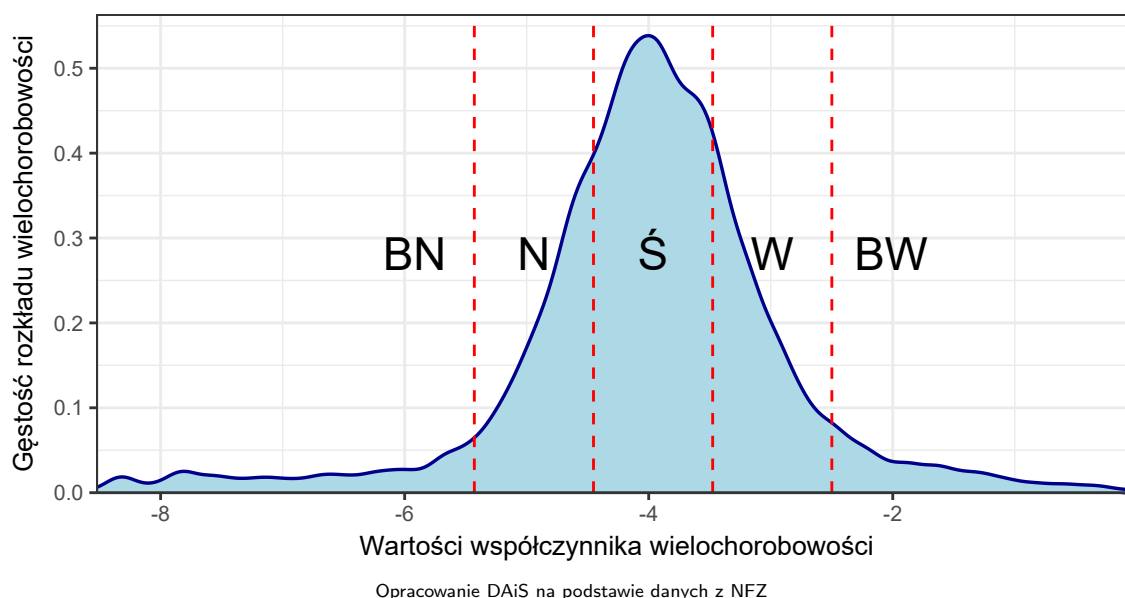 Gęstość rozkładu wielochorobowości
0.5
0.4
0.3
0.2
0.1
0.0
BN N Ś W BW
-8 -6 -4 -2
Wartości współczynnika wielochorobowości
Opracowanie DAiS na podstawie danych z NFZ